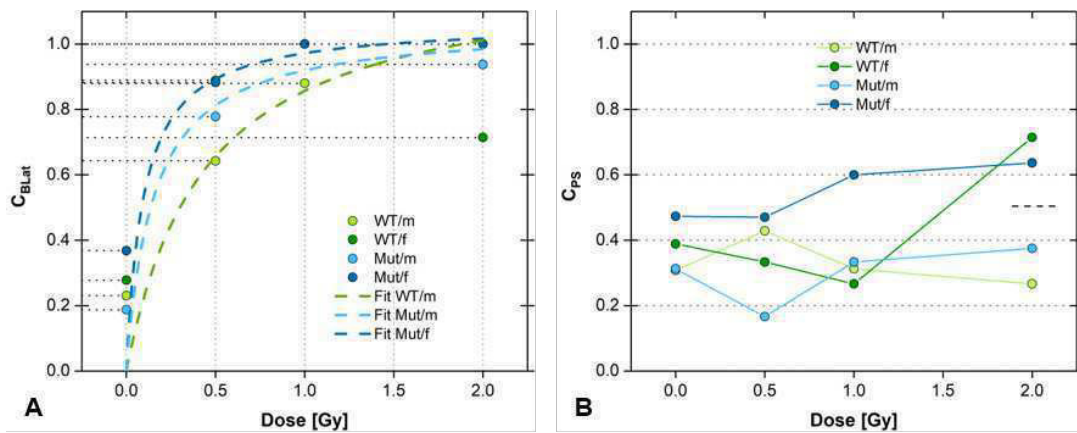 1.0
0.8
0.6
0.4
0.2
0.0
C_BLat
WT/m
WT/f
Mut/m
Mut/f
Fit WT/m
Fit Mut/m
Fit Mut/f
0.0 0.5 1.0 1.5 2.0
Dose [Gy]
A
1.0
0.8
0.6
0.4
0.2
0.0
C_PS
WT/m
WT/f
Mut/m
Mut/f
0.0 0.5 1.0 2.0
Dose [Gy]
B